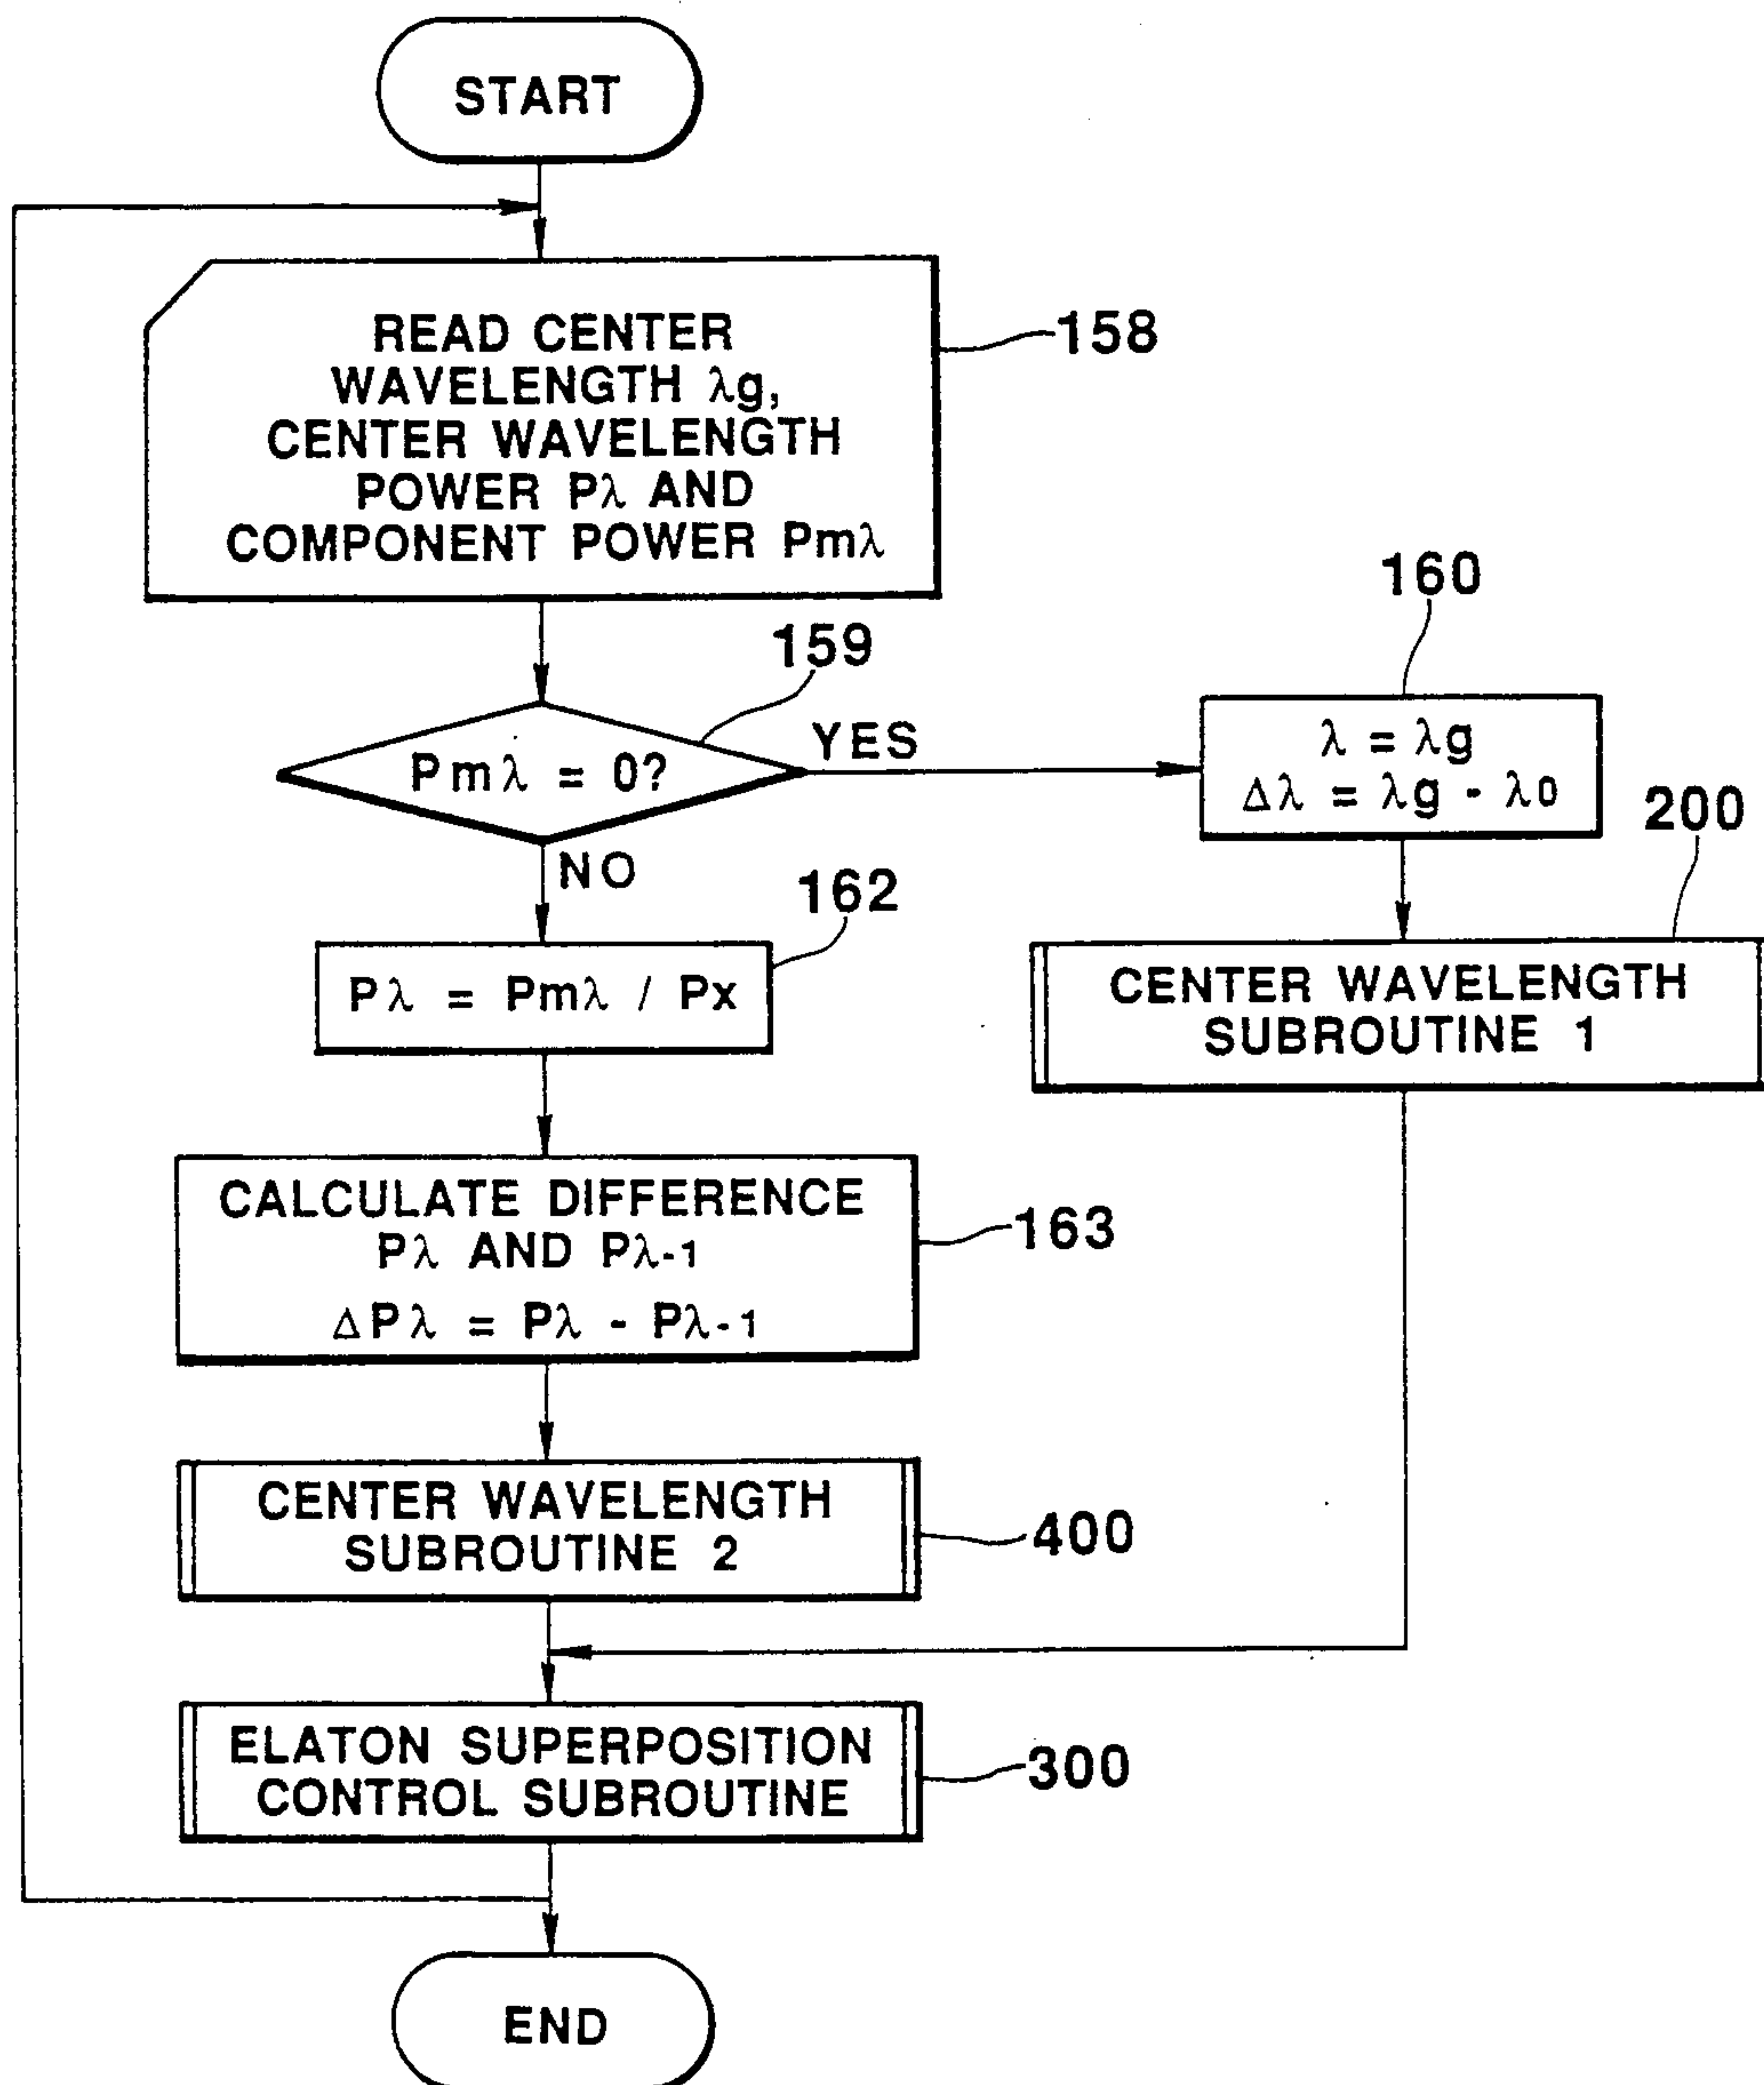 START
READ CENTER
WAVELENGTH λg,
CENTER WAVELENGTH
POWER Pλ AND
COMPONENT POWER Pmλ
158
159
Pmλ = 0?
YES
160
λ = λg
Δλ = λg - λ0
200
CENTER WAVELENGTH
SUBROUTINE 1
NO
162
Pλ = Pmλ / Px
CALCULATE DIFFERENCE
Pλ AND Pλ-1
ΔPλ = Pλ - Pλ-1
163
CENTER WAVELENGTH
SUBROUTINE 2
400
ELATON SUPERPOSITION
CONTROL SUBROUTINE
300
END